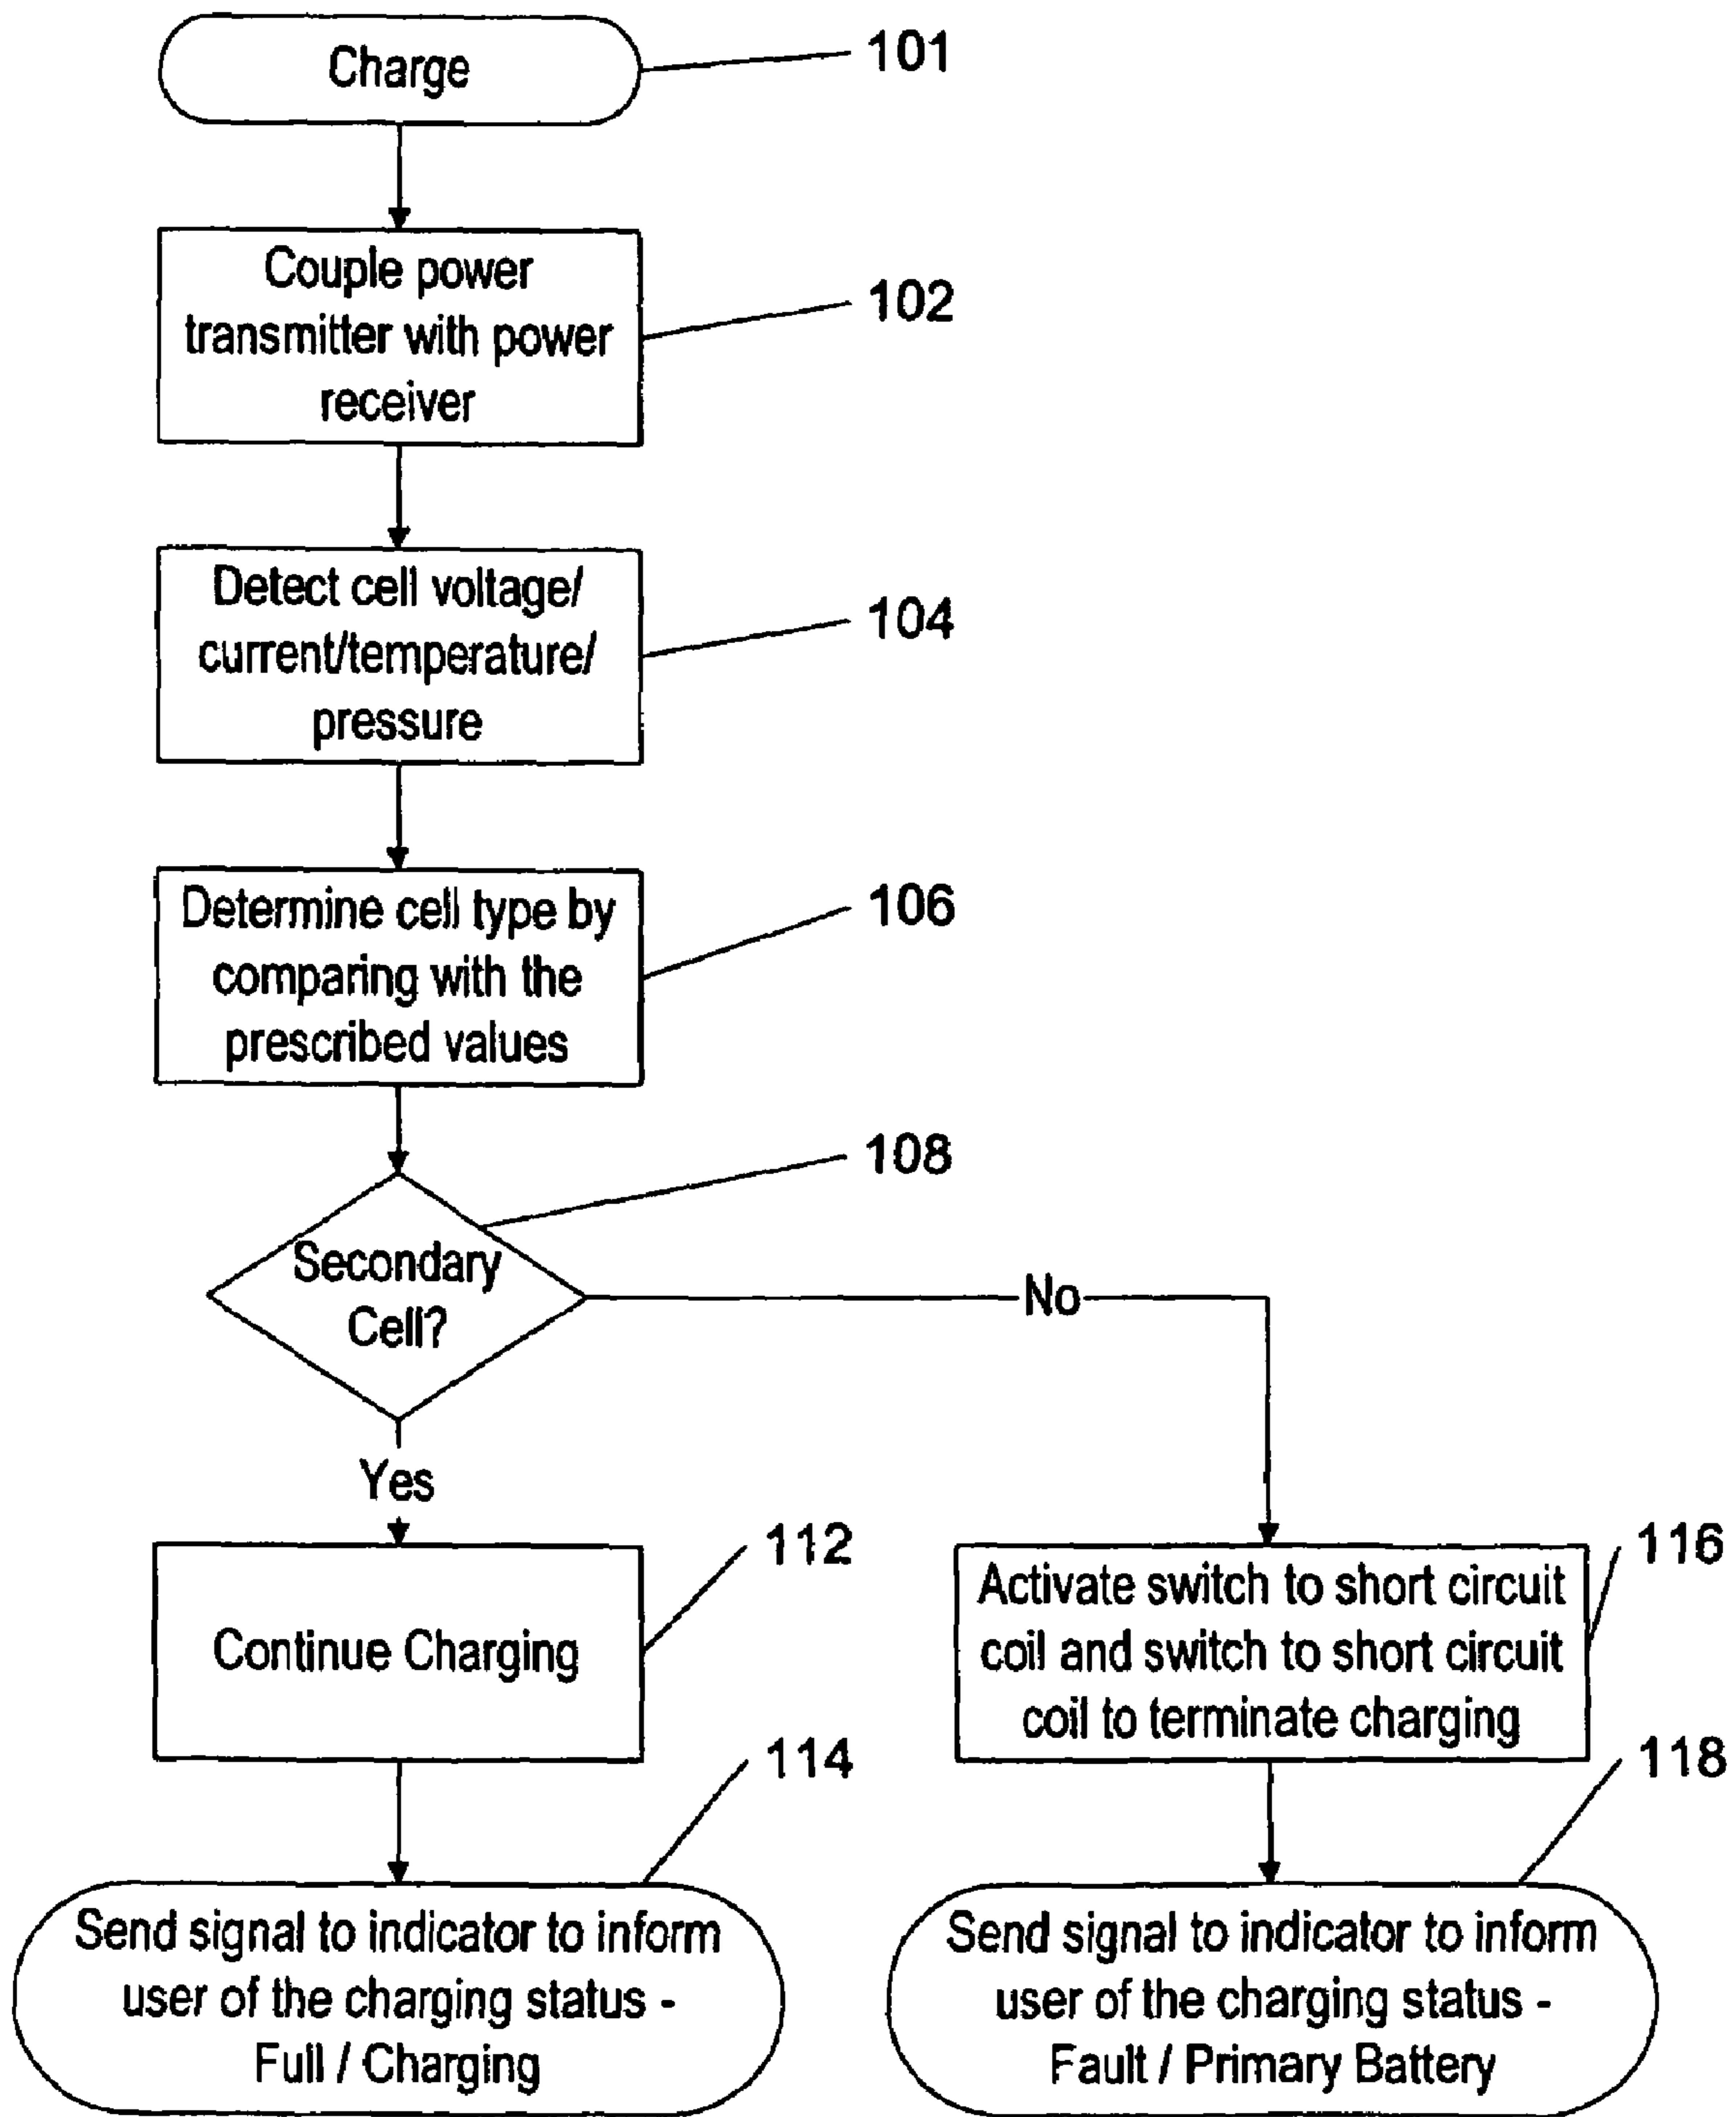 Charge
101
Couple power
transmitter with power
receiver
102
Detect cell voltage/
current/temperature/
pressure
104
Determine cell type by
comparing with the
prescribed values
106
108
Secondary
Cell?
No
Yes
112
Continue Charging
116
Activate switch to short circuit
coil and switch to short circuit
coil to terminate charging
114
Send signal to indicator to inform
user of the charging status -
Full / Charging
118
Send signal to indicator to inform
user of the charging status -
Fault / Primary Battery